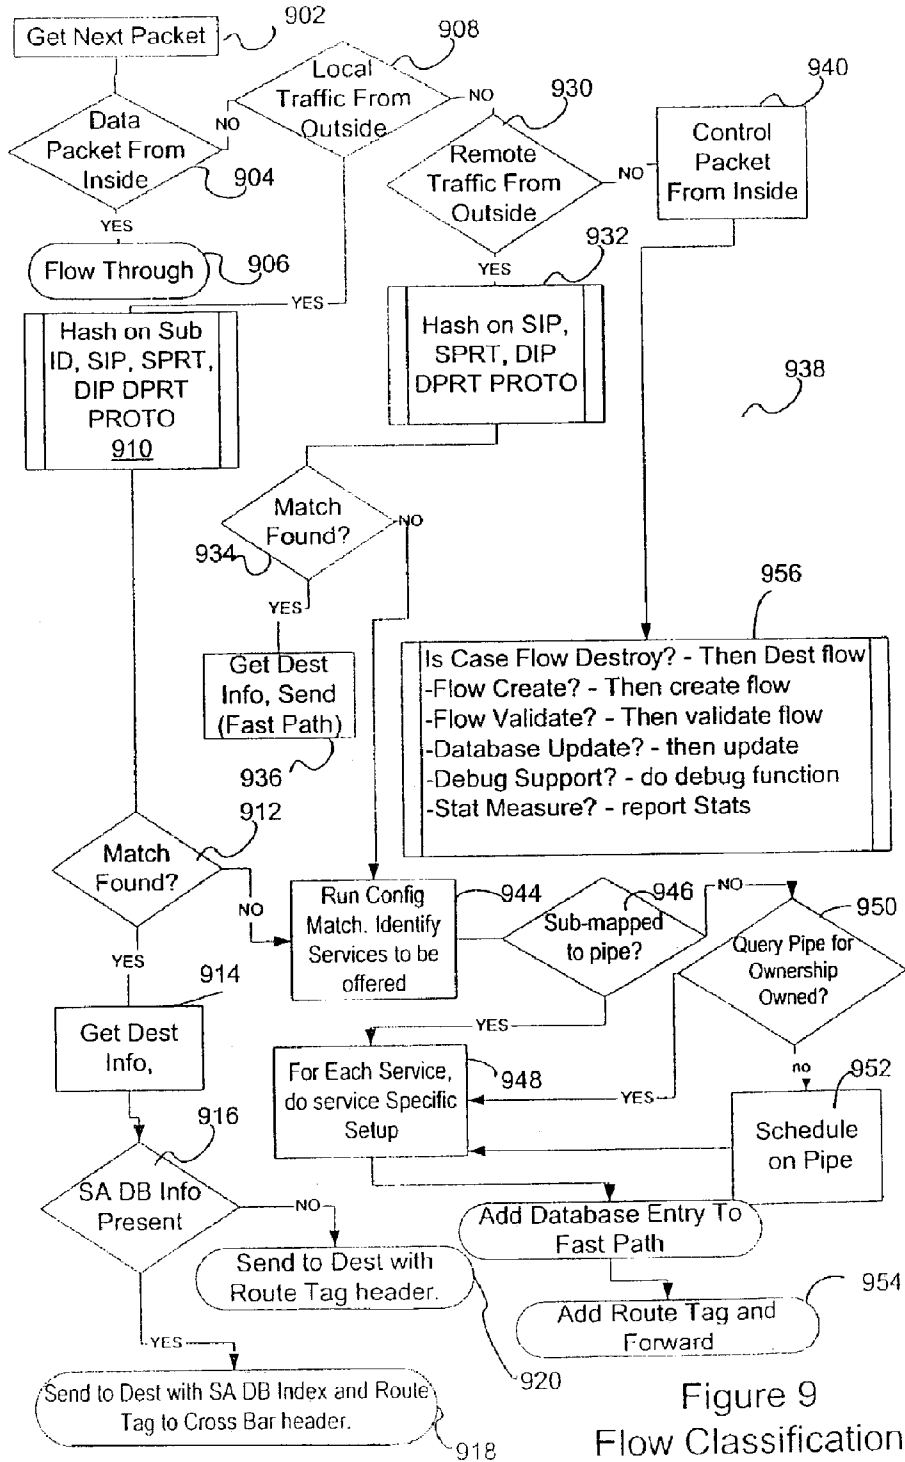 Get Next Packet
902
908
Local
Traffic From
Outside
NO
NO
930
940
Data
Packet From
Inside
904
Remote
Traffic From
Outside
NO
Control
Packet
From Inside
YES
Flow Through
906
YES
YES
932
Hash on Sub
ID, SIP, SPRT,
DIP DPRT
PROTO
910
Hash on SIP,
SPRT, DIP
DPRT PROTO
938
Match
Found?
934
NO
YES
Get Dest
Info, Send
(Fast Path)
936
956
Is Case Flow Destroy? - Then Dest flow
-Flow Create? - Then create flow
-Flow Validate? - Then validate flow
-Database Update? - then update
-Debug Support? - do debug function
-Stat Measure? - report Stats
912
Match
Found?
NO
YES
Run Config
Match. Identify
Services to be
offered
944
Sub-mapped
to pipe?
946
NO
950
Query Pipe for
Ownership
Owned?
914
Get Dest
Info,
YES
For Each Service,
do service Specific
Setup
948
YES
no
952
Schedule
on Pipe
916
SA DB Info
Present
NO
Send to Dest with
Route Tag header.
920
Add Database Entry To
Fast Path
Add Route Tag and
Forward
954
YES
Send to Dest with SA DB Index and Route
Tag to Cross Bar header.
918
Figure 9
Flow Classification